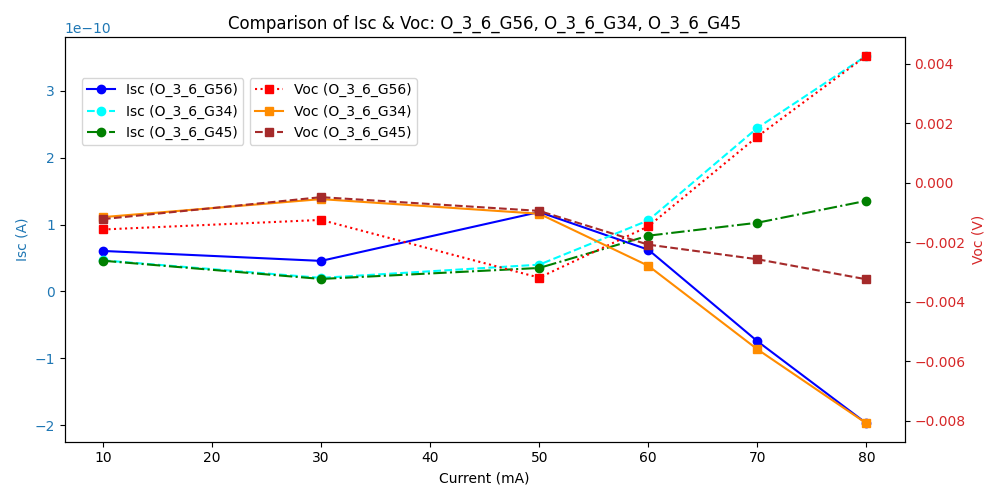 Comparison of Isc & Voc: O_3_6_G56, O_3_6_G34, O_3_6_G45
1e−10
Isc (O_3_6_G56)
Isc (O_3_6_G34)
Isc (O_3_6_G45)
Voc (O_3_6_G56)
Voc (O_3_6_G34)
Voc (O_3_6_G45)
3
2
1
0
−1
−2
Isc (A)
0.004
0.002
0.000
−0.002
−0.004
−0.006
−0.008
Voc (V)
10 20 30 40 50 60 70 80
Current (mA)